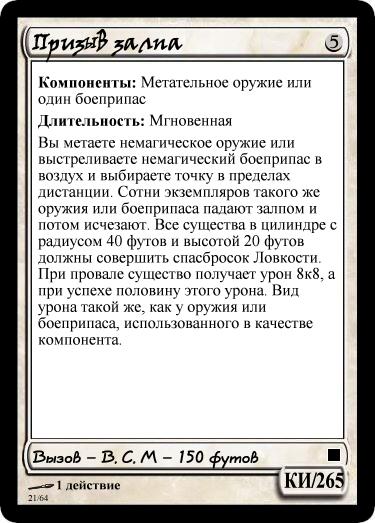 Призыв залпа 5
Компоненты: Метательное оружие или
один боеприпас
Длительность: Мгновенная
Вы метаете немагическое оружие или
выстреливаете немагический боеприпас в
воздух и выбираете точку в пределах
дистанции. Сотни экземпляров такого же
оружия или боеприпаса падают залпом и
потом исчезают. Все существа в цилиндре с
радиусом 40 футов и высотой 20 футов
должны совершить спасбросок Ловкости.
При провале существо получает урон 8к8, а
при успехе половину этого урона. Вид
урона такой же, как у оружия или
боеприпаса, использованного в качестве
компонента.
Вызов – В, С, М – 150 футов
КИ/265
1 действие
21/64